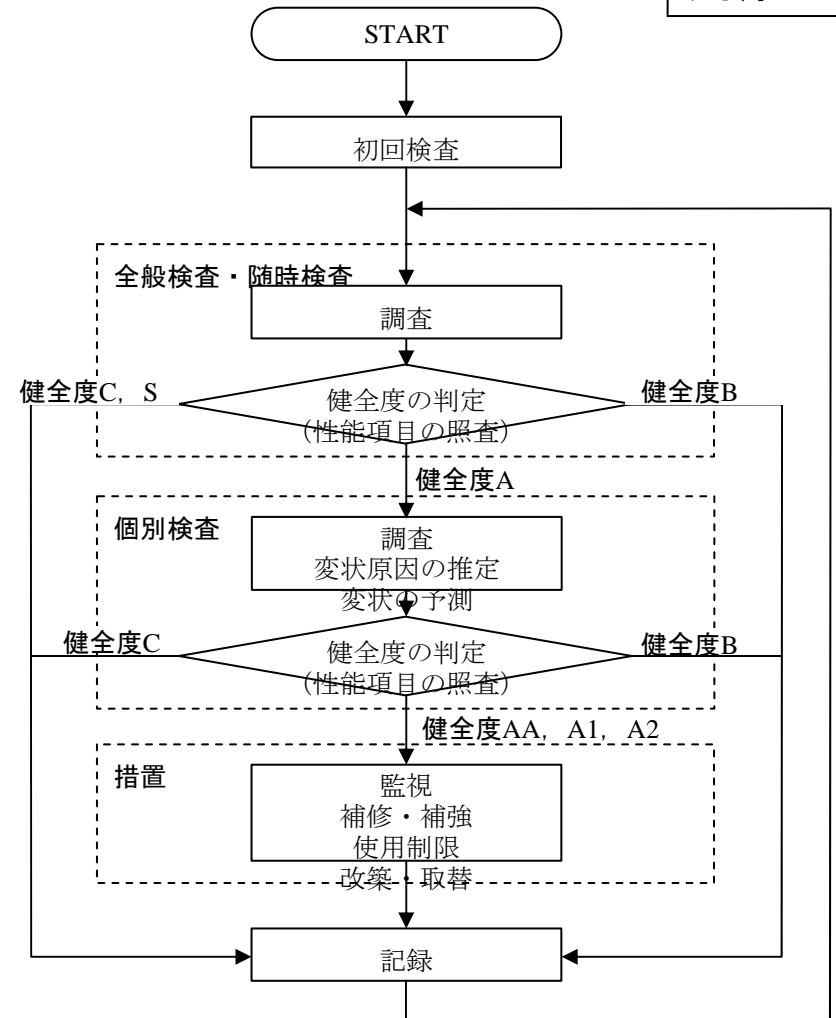 START
初回検査
全般検査・随時検査
調査
健全度C, S
健全度の判定
(性能項目の照査)
健全度B
健全度A
個別検査
調査
変状原因の推定
変状の予測
健全度C
健全度の判定
(性能項目の照査)
健全度B
健全度AA, A1, A2
措置
監視
補修・補強
使用制限
改築・取替
記録